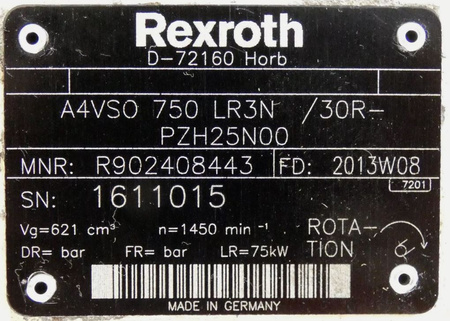 Rexroth
D-72160 Horb
A4VSO 750 LR3N /30R-
PZH25N00
MNR: R902408443 FD: 2013W08
7201
SN: 1611015
Vg=621 cm³ n=1450 min⁻¹ ROTA-
DR= bar FR= bar LR=75kW TION
MADE IN GERMANY